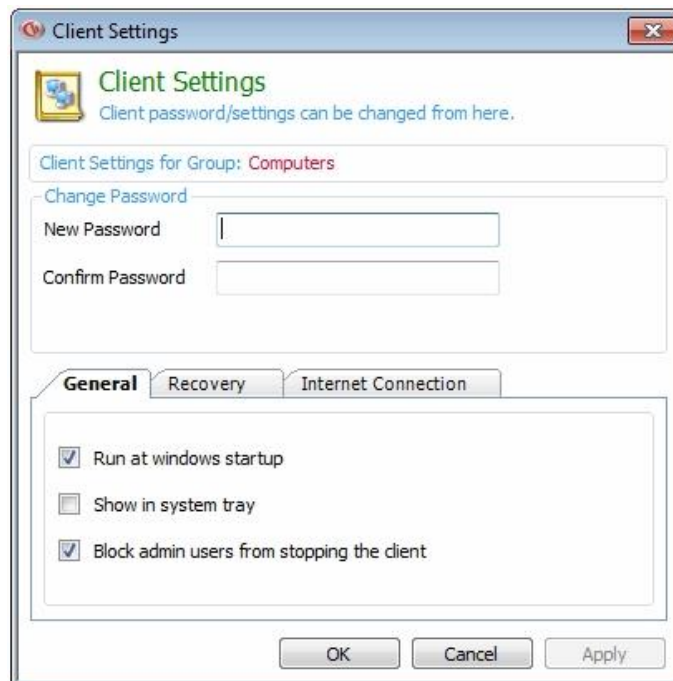 Client Settings
Client Settings
Client password/settings can be changed from here.
Client Settings for Group: Computers
Change Password
New Password
Confirm Password
General Recovery Internet Connection
Run at windows startup
Show in system tray
Block admin users from stopping the client
OK Cancel Apply